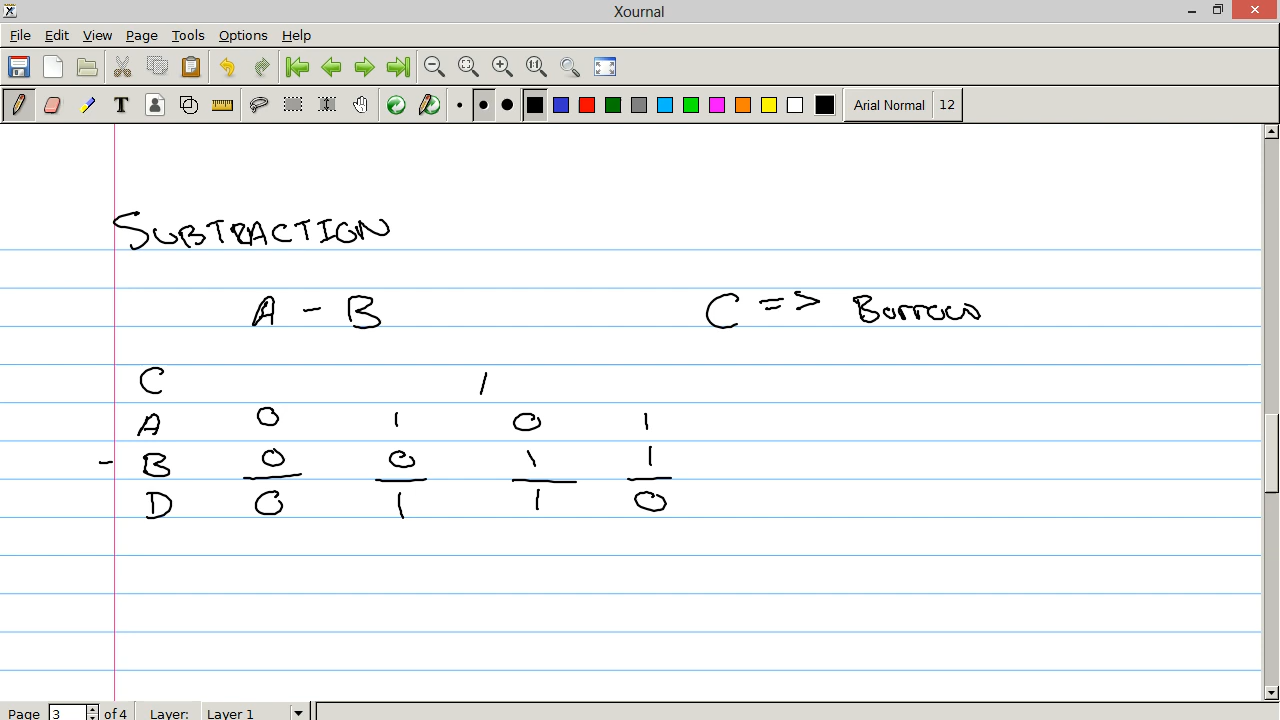 Xournal
File Edit View Page Tools Options Help
T Arial Normal 12
SUBTRACTION
A - B C => Borrow
C 1
A 0 1 0 1
- B 0 0 1 1
D 0 1 1 0
Page 3 of 4 Layer: Layer 1